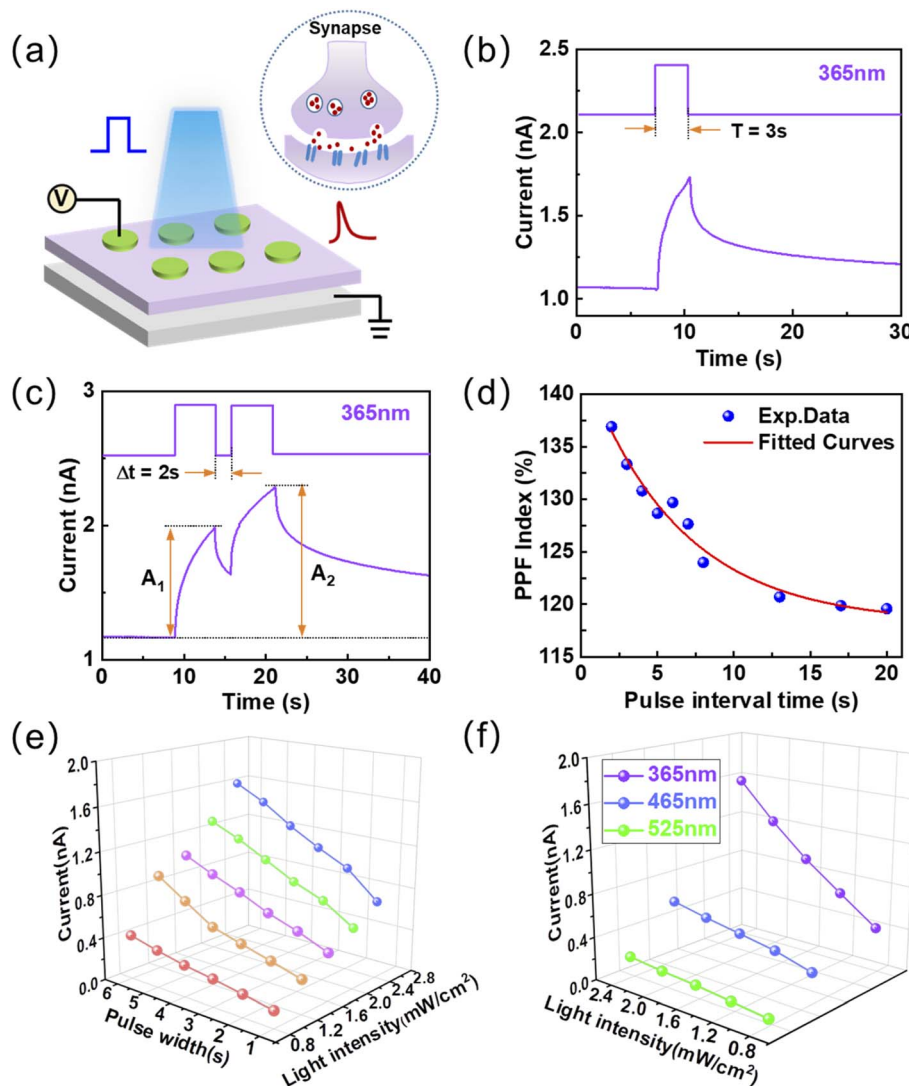 (a)
Synapse
V
(b)
2.5
2.0
1.5
1.0
0
10
20
30
Current (nA)
Time (s)
365nm
T = 3s
(c)
3
2
1
0
10
20
30
40
Current (nA)
Time (s)
365nm
Δt = 2s
A₁
A₂
(d)
140
135
130
125
120
115
0
5
10
15
20
PPF Index (%)
Pulse interval time (s)
Exp.Data
Fitted Curves
(e)
2.0
1.6
1.2
0.8
0.4
0.0
Current(nA)
6
5
4
3
2
1
Pulse width(s)
0.8
1.2
1.6
2.0
2.4
2.8
Light intensity(mW/cm²)
(f)
2.0
1.6
1.2
0.8
0.4
0.0
Current(nA)
365nm
465nm
525nm
2.4
2.0
1.6
1.2
0.8
Light intensity(mW/cm²)